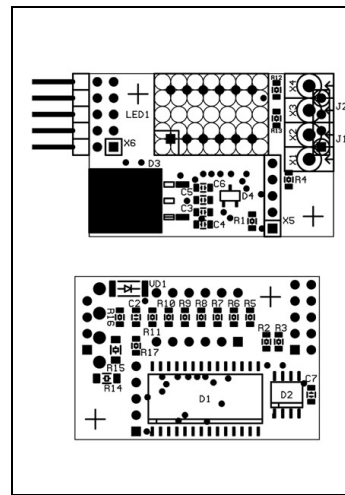 R12
X4
J2
X3
LED1
R13
X2
J1
X6
X1
D3
C6
R4
C5
D4
C3
R1
X5
C4
VD1
R16
C2
R10 R9 R8 R7 R6 R5
R11
R2 R3
R17
R15
C7
R14
D1
D2